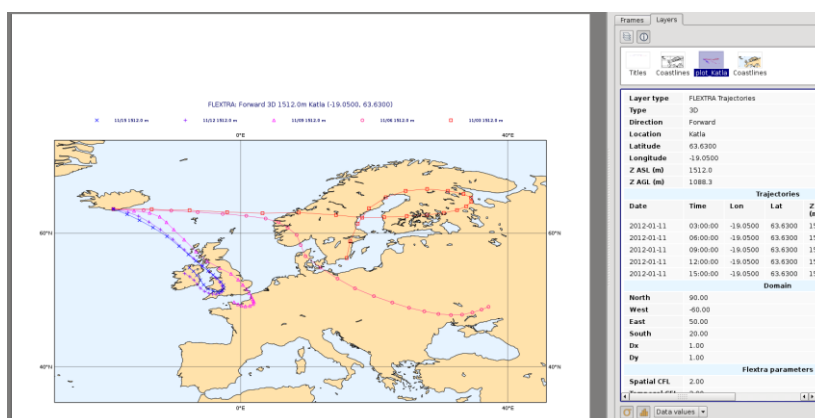 Frames Layers
Titles Coastlines plot_Katla Coastlines
FLEXTRA: Forward 3D 1512.0m Katla (-19.0500, 63.6300)
11/15 1512.0 m 11/12 1512.0 m 11/09 1512.0 m 11/06 1512.0 m 11/03 1512.0 m
0°E 40°E
60°N 60°N
40°N 40°N
0°E 40°E
Layer type FLEXTRA Trajectories
Type 3D
Direction Forward
Location Katla
Latitude 63.6300
Longitude -19.0500
Z ASL (m) 1512.0
Z AGL (m) 1088.3
Trajectories
Date Time Lon Lat Z
2012-01-11 03:00:00 -19.0500 63.6300 15
2012-01-11 06:00:00 -19.0500 63.6300 15
2012-01-11 09:00:00 -19.0500 63.6300 15
2012-01-11 12:00:00 -19.0500 63.6300 15
2012-01-11 15:00:00 -19.0500 63.6300 15
Domain
North 90.00
West -60.00
East 50.00
South 20.00
Dx 1.00
Dy 1.00
Flextra parameters
Spatial CFL 2.00
Data values